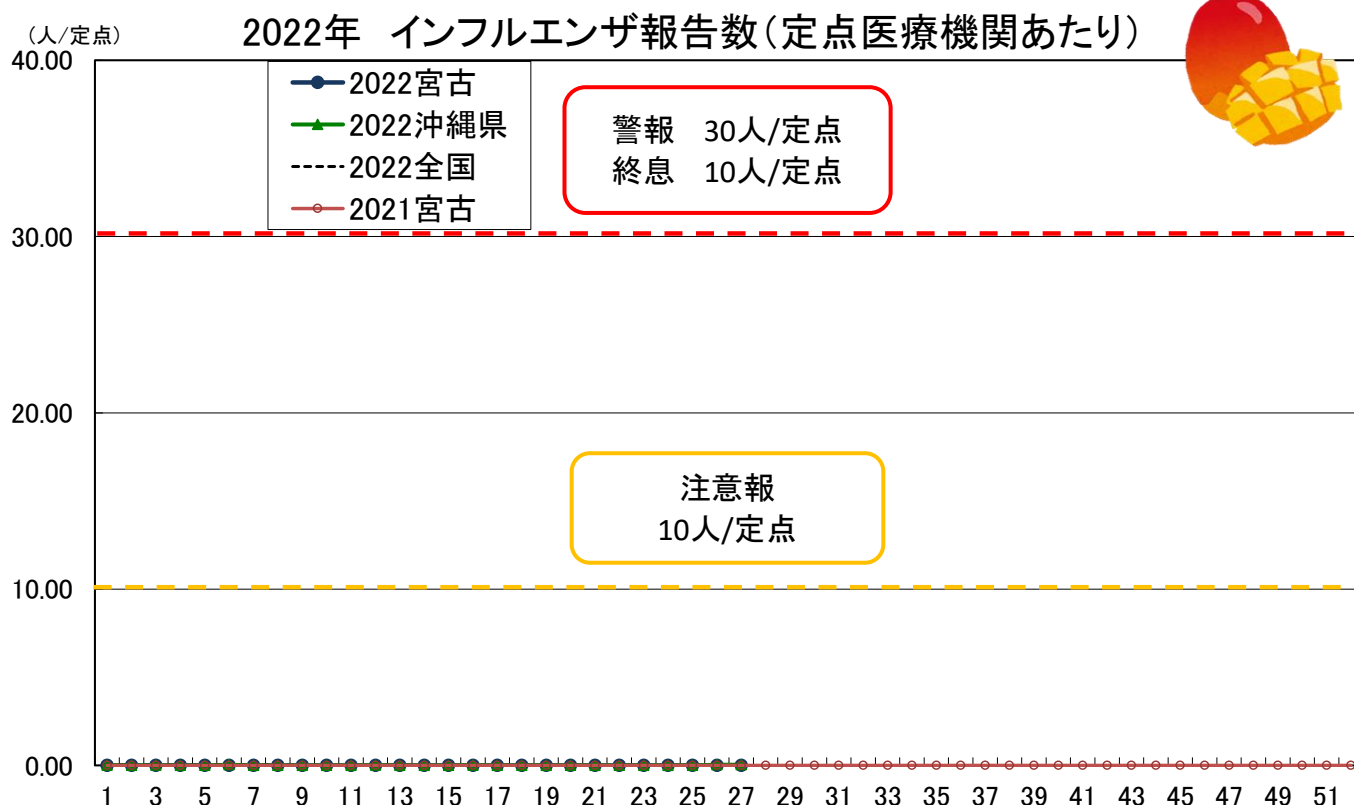 2022年 インフルエンザ報告数(定点医療機関あたり)
(人/定点)
40.00
30.00
20.00
10.00
0.00
2022宮古
2022沖縄県
2022全国
2021宮古
警報 30人/定点
終息 10人/定点
注意報
10人/定点
1 3 5 7 9 11 13 15 17 19 21 23 25 27 29 31 33 35 37 39 41 43 45 47 49 51